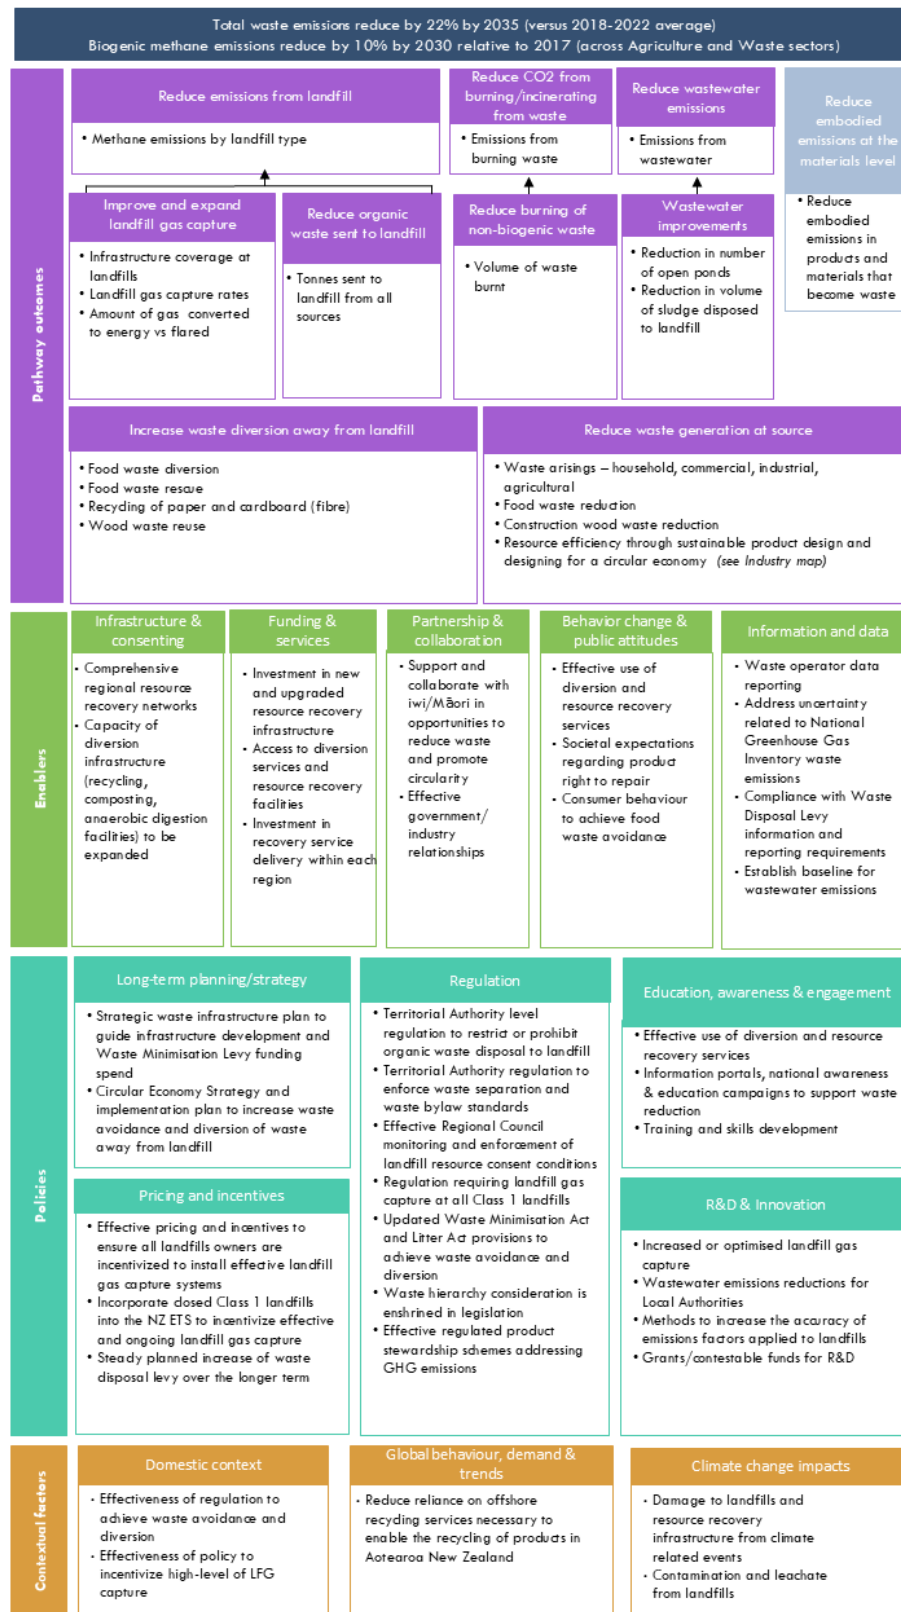 Total waste emissions reduce by 22% by 2035 (versus 2018-2022 average)
Biogenic methane emissions reduce by 10% by 2030 relative to 2017 (across Agriculture and Waste sectors)
Pathway outcomes
Reduce emissions from landfill
• Methane emissions by landfill type
Reduce CO2 from
burning/incinerating
from waste
• Emissions from
burning waste
Reduce wastewater
emissions
• Emissions from
wastewater
Reduce
embodied
emissions at the
materials level
• Reduce
embodied
emissions in
products and
materials that
become waste
Improve and expand
landfill gas capture
• Infrastructure coverage at
landfills
• Landfill gas capture rates
• Amount of gas converted
to energy vs flared
Reduce organic
waste sent to landfill
• Tonnes sent to
landfill from all
sources
Reduce burning of
non-biogenic waste
• Volume of waste
burnt
Wastewater
improvements
• Reduction in number
of open ponds
• Reduction in volume
of sludge disposed
to landfill
Increase waste diversion away from landfill
• Food waste diversion
• Food waste rescue
• Recycling of paper and cardboard (fibre)
• Wood waste reuse
Reduce waste generation at source
• Waste arisings – household, commercial, industrial,
agricultural
• Food waste reduction
• Construction wood waste reduction
• Resource efficiency through sustainable product design and
designing for a circular economy (see Industry map)
Enablers
Infrastructure &
consenting
• Comprehensive
regional resource
recovery networks
• Capacity of
diversion
infrastructure
(recycling,
composting,
anaerobic digestion
facilities) to be
expanded
Funding &
services
• Investment in new
and upgraded
resource recovery
infrastructure
• Access to diversion
services and
resource recovery
facilities
• Investment in
recovery service
delivery within each
region
Partnership &
collaboration
• Support and
collaborate with
iwi/Māori in
opportunities to
reduce waste
and promote
circularity
• Effective
government/
industry
relationships
Behavior change &
public attitudes
• Effective use of
diversion and
resource recovery
services
• Societal expectations
regarding product
right to repair
• Consumer behaviour
to achieve food
waste avoidance
Information and data
• Waste operator data
reporting
• Address uncertainty
related to National
Greenhouse Gas
Inventory waste
emissions
• Compliance with Waste
Disposal Levy
information and
reporting requirements
• Establish baseline for
wastewater emissions
Policies
Long-term planning/strategy
• Strategic waste infrastructure plan to
guide infrastructure development and
Waste Minimisation Levy funding
spend
• Circular Economy Strategy and
implementation plan to increase waste
avoidance and diversion of waste
away from landfill
Pricing and incentives
• Effective pricing and incentives to
ensure all landfills owners are
incentivized to install effective landfill
gas capture systems
• Incorporate closed Class 1 landfills
into the NZ ETS to incentivize effective
and ongoing landfill gas capture
• Steady planned increase of waste
disposal levy over the longer term
Regulation
• Territorial Authority level
regulation to restrict or prohibit
organic waste disposal to landfill
• Territorial Authority regulation to
enforce waste separation and
waste bylaw standards
• Effective Regional Council
monitoring and enforcement of
landfill resource consent conditions
• Regulation requiring landfill gas
capture at all Class 1 landfills
• Updated Waste Minimisation Act
and Litter Act provisions to
achieve waste avoidance and
diversion
• Waste hierarchy consideration is
enshrined in legislation
• Effective regulated product
stewardship schemes addressing
GHG emissions
Education, awareness & engagement
• Effective use of diversion and resource
recovery services
• Information portals, national awareness
& education campaigns to support waste
reduction
• Training and skills development
R&D & Innovation
• Increased or optimised landfill gas
capture
• Wastewater emissions reductions for
Local Authorities
• Methods to increase the accuracy of
emissions factors applied to landfills
• Grants/contestable funds for R&D
Contextual factors
Domestic context
• Effectiveness of regulation to
achieve waste avoidance and
diversion
• Effectiveness of policy to
incentivize high-level of LFG
capture
Global behaviour, demand &
trends
• Reduce reliance on offshore
recycling services necessary to
enable the recycling of products in
Aotearoa New Zealand
Climate change impacts
• Damage to landfills and
resource recovery
infrastructure from climate
related events
• Contamination and leachate
from landfills